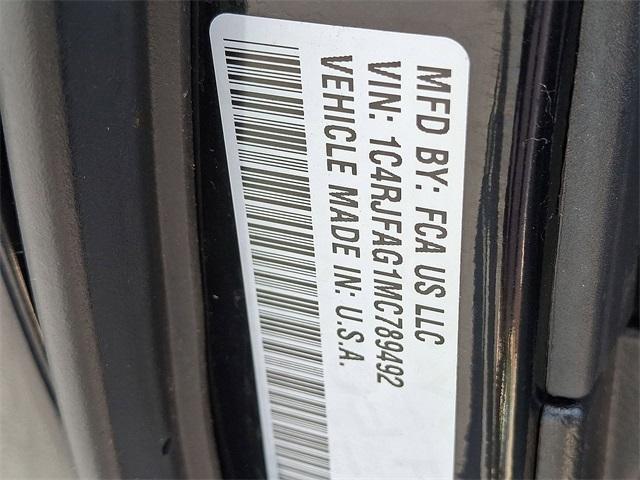 MFD BY: FCA US LLC
VIN: 1C4RJFAG1MC789492
VEHICLE MADE IN: U.S.A.